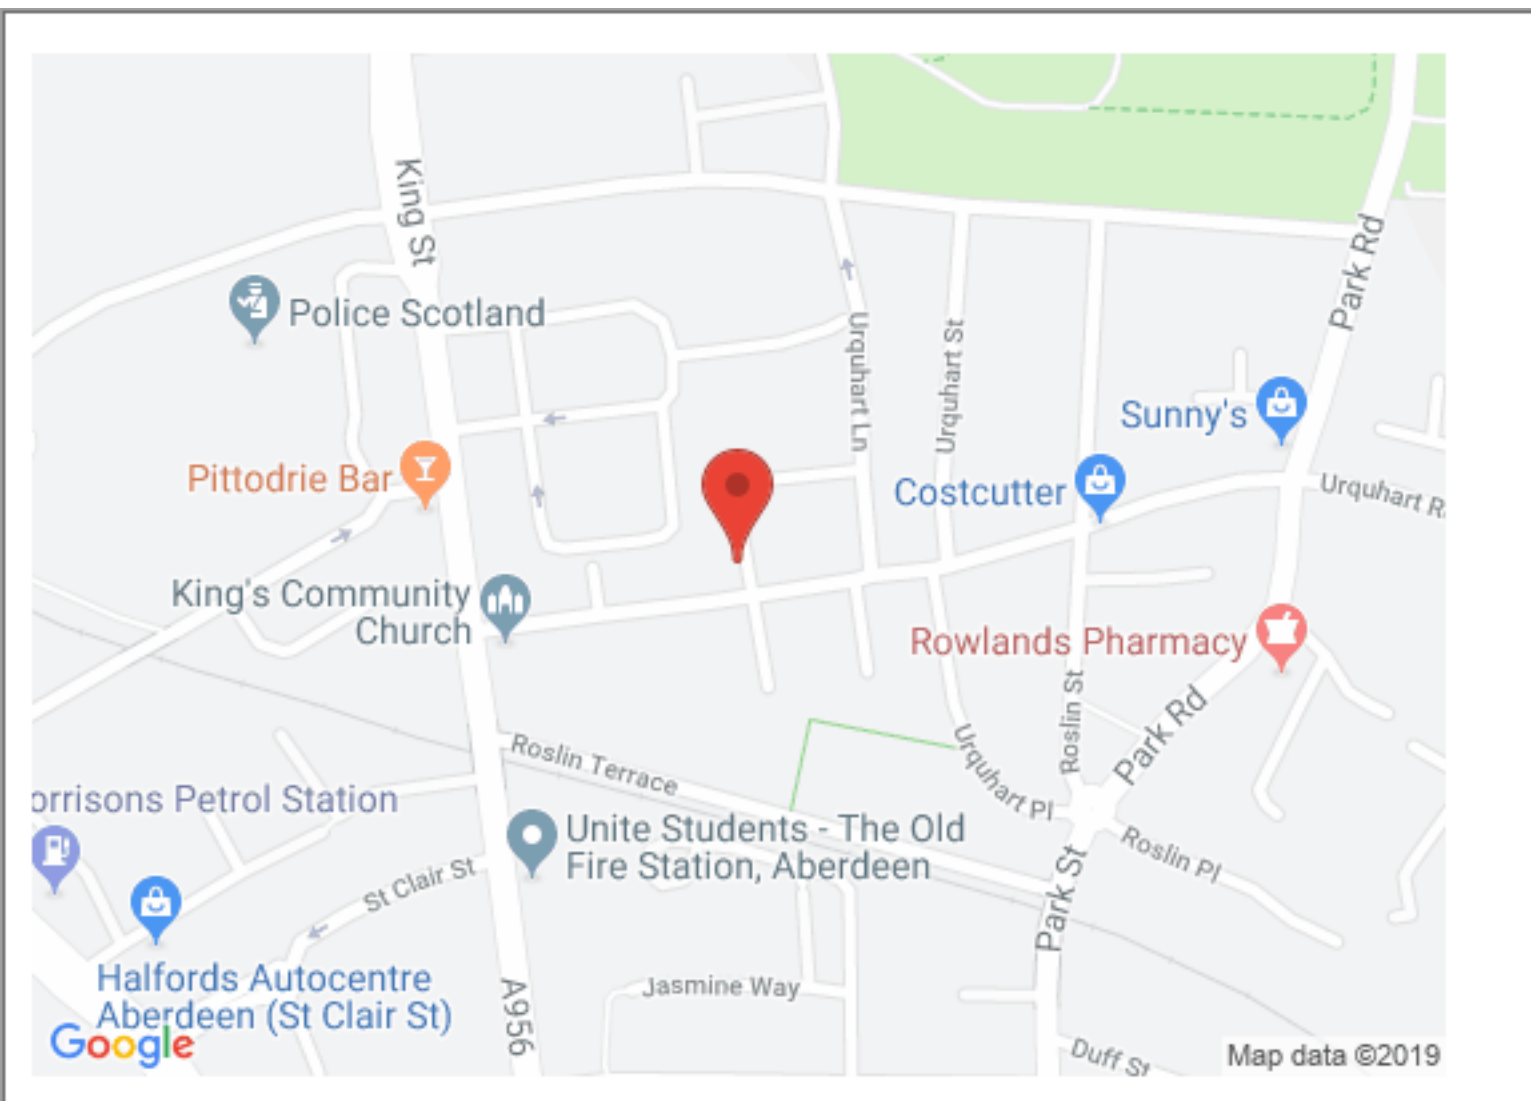 King St
Park Rd
Police Scotland
Urquhart Ln
Urquhart St
Sunny's
Pittodrie Bar
Costcutter
Urquhart R
King's Community
Church
Rowlands Pharmacy
Roslin St
Park Rd
Roslin Terrace
Urquhart Pl
orrisons Petrol Station
Unite Students - The Old
Fire Station, Aberdeen
Roslin Pl
St Clair St
Park St
Halfords Autocentre
Aberdeen (St Clair St)
Jasmine Way
A956
Google
Duff St
Map data ©2019